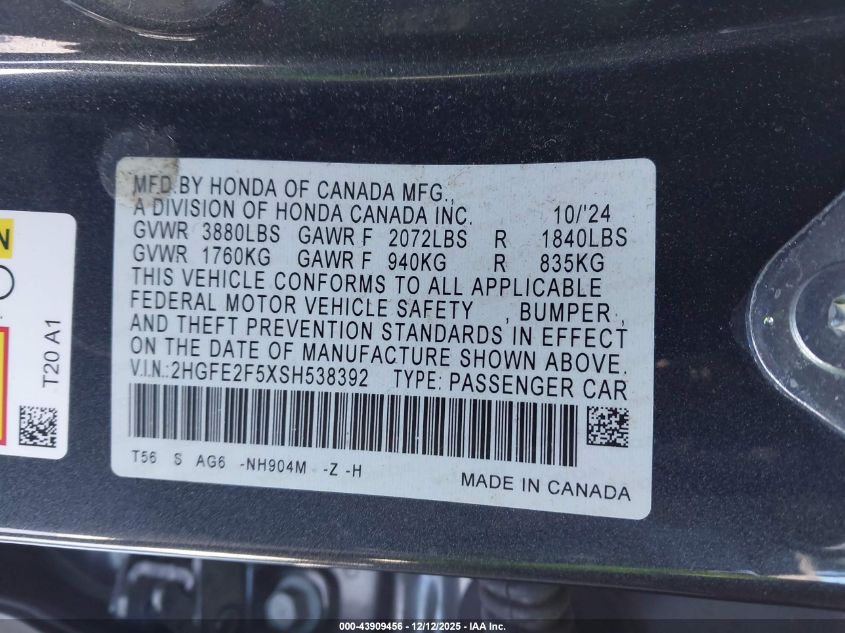 MFD.BY HONDA OF CANADA MFG.,
A DIVISION OF HONDA CANADA INC. 10/'24
GVWR 3880LBS GAWR F 2072LBS R 1840LBS
GVWR 1760KG GAWR F 940KG R 835KG
THIS VEHICLE CONFORMS TO ALL APPLICABLE
FEDERAL MOTOR VEHICLE SAFETY , BUMPER ,
AND THEFT PREVENTION STANDARDS IN EFFECT
ON THE DATE OF MANUFACTURE SHOWN ABOVE.
V.I.N.:2HGFE2F5XSH538392 TYPE: PASSENGER CAR
T56 S AG6 -NH904M -Z -H
MADE IN CANADA
N
T20 A1
000-43909456 - 12/12/2025 - IAA Inc.